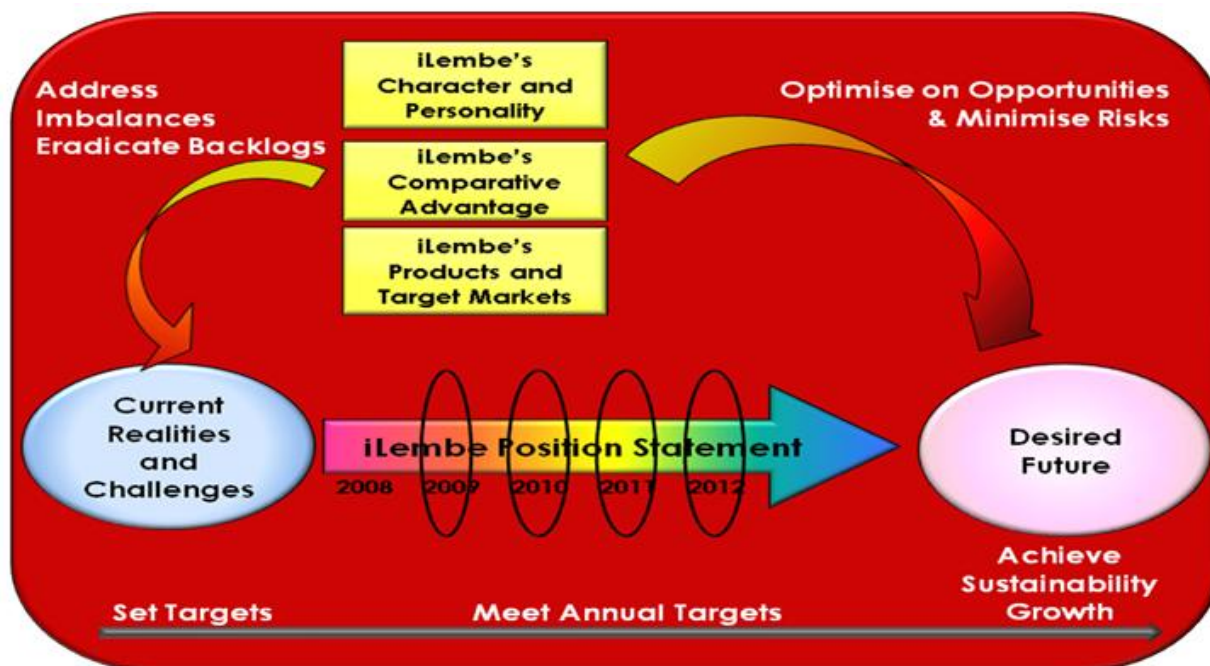 Address
Imbalances
Eradicate Backlogs
iLembe's
Character and
Personality
iLembe's
Comparative
Advantage
iLembe's
Products and
Target Markets
Optimise on Opportunities
& Minimise Risks
Current
Realities
and
Challenges
iLembe Position Statement
2008 2009 2010 2011 2012
Desired
Future
Achieve
Sustainability
Growth
Set Targets
Meet Annual Targets